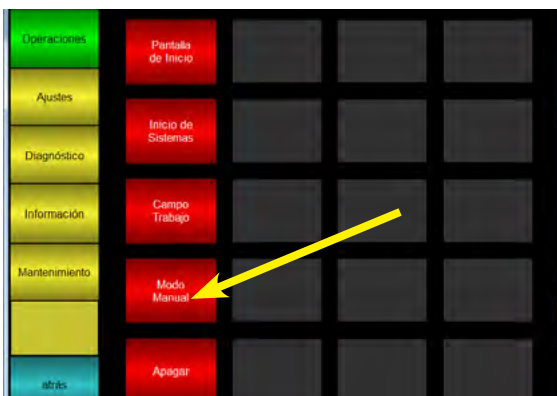 Operaciones
Ajustes
Diagnóstico
Información
Mantenimiento
atrás
Pantalla
de Inicio
Inicio de
Sistemas
Campo
Trabajo
Modo
Manual
Apagar